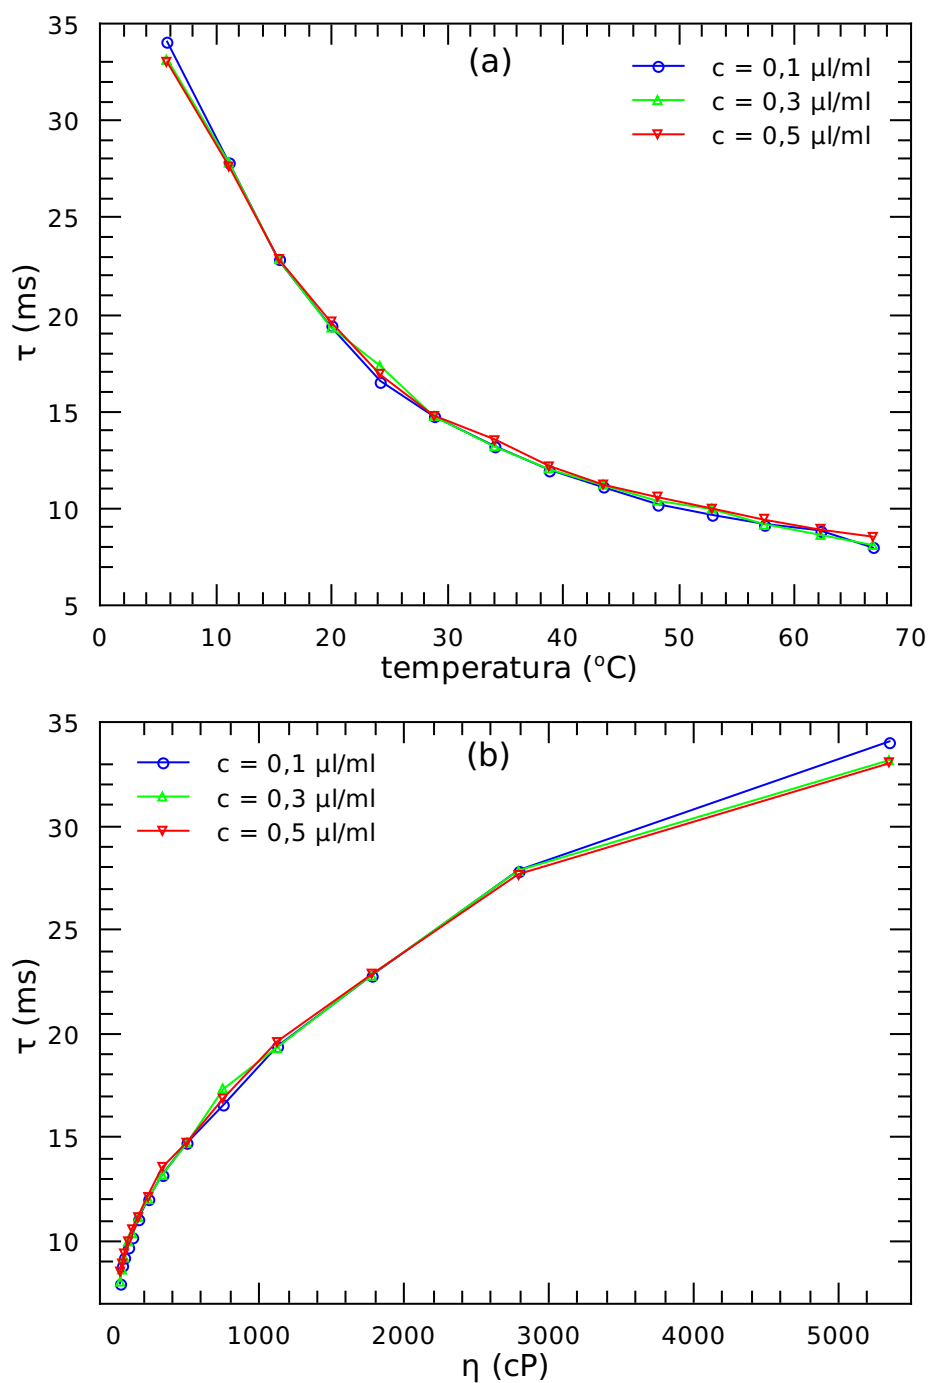 35
(a)
c = 0,1 µl/ml
c = 0,3 µl/ml
c = 0,5 µl/ml
30
25
20
15
10
5
τ (ms)
0 10 20 30 40 50 60 70
temperatura (°C)
35
(b)
c = 0,1 µl/ml
c = 0,3 µl/ml
c = 0,5 µl/ml
30
25
20
15
10
τ (ms)
0 1000 2000 3000 4000 5000
η (cP)